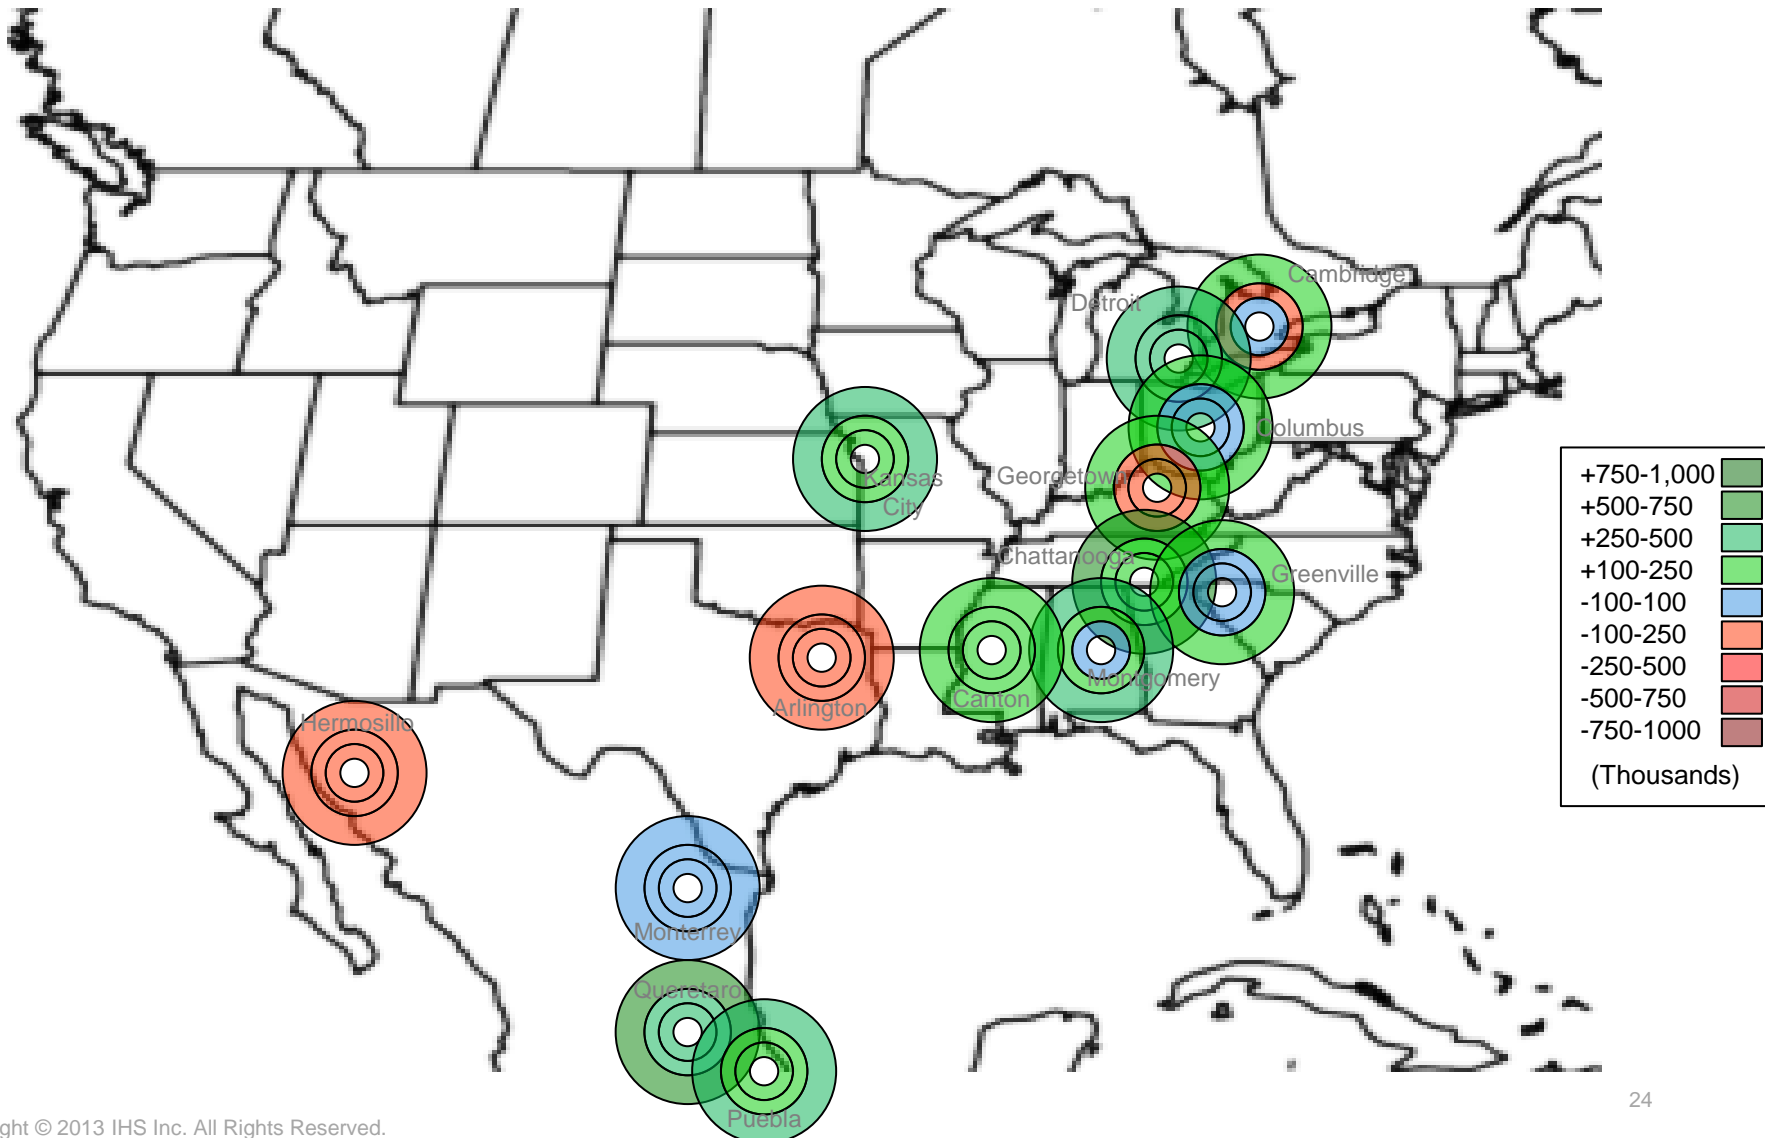 Cambridge
Detroit
Columbus
Georgetown
Kansas
City
Chattanooga
Greenville
Montgomery
Canton
Arlington
Hermosillo
Monterrey
Queretaro
Puebla
+750-1,000
+500-750
+250-500
+100-250
-100-100
-100-250
-250-500
-500-750
-750-1000
(Thousands)
24
ght © 2013 IHS Inc. All Rights Reserved.